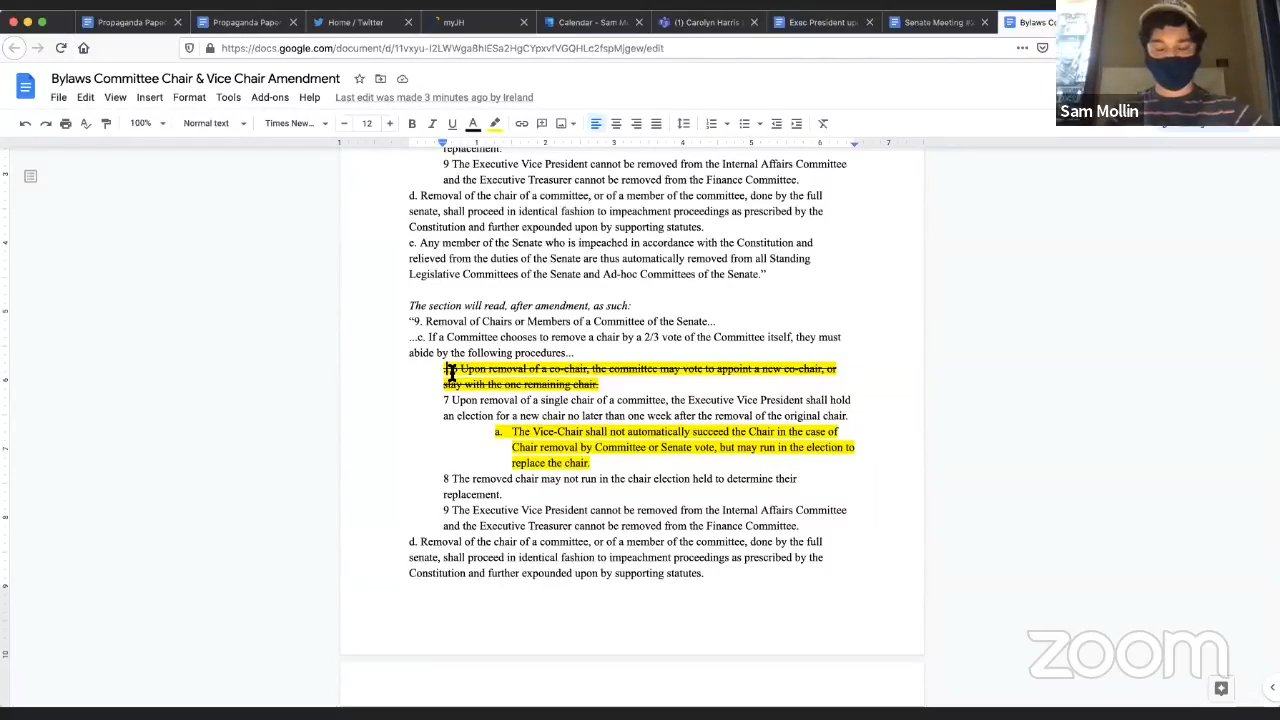 Propaganda Pape
Propaganda Paper
Home / Twitter
myJH
Calendar - Sam M
(1) Carolyn Harris |
Exec President up
Senate Meeting #2
Bylaws C
https://docs.google.com/document/d/11vxyu-I2LWWga8hIESa2HgCYpxvfVGQHLc2fspMjgew/edit
Bylaws Committee Chair & Vice Chair Amendment
File Edit View Insert Format Tools Add-ons Help Last edit was made 3 minutes ago by Ireland
100% Normal text Times New... 12
Sam Mollin
1 1 2 3 4 5 6 7
replacement.
9 The Executive Vice President cannot be removed from the Internal Affairs Committee
and the Executive Treasurer cannot be removed from the Finance Committee.
d. Removal of the chair of a committee, or of a member of the committee, done by the full
senate, shall proceed in identical fashion to impeachment proceedings as prescribed by the
Constitution and further expounded upon by supporting statutes.
e. Any member of the Senate who is impeached in accordance with the Constitution and
relieved from the duties of the Senate are thus automatically removed from all Standing
Legislative Committees of the Senate and Ad-hoc Committees of the Senate.”
The section will read, after amendment, as such:
“9. Removal of Chairs or Members of a Committee of the Senate...
...c. If a Committee chooses to remove a chair by a 2/3 vote of the Committee itself, they must
abide by the following procedures...
Upon removal of a co-chair, the committee may vote to appoint a new co-chair, or
stay with the one remaining chair.
7 Upon removal of a single chair of a committee, the Executive Vice President shall hold
an election for a new chair no later than one week after the removal of the original chair.
a. The Vice-Chair shall not automatically succeed the Chair in the case of
Chair removal by Committee or Senate vote, but may run in the election to
replace the chair.
8 The removed chair may not run in the chair election held to determine their
replacement.
9 The Executive Vice President cannot be removed from the Internal Affairs Committee
and the Executive Treasurer cannot be removed from the Finance Committee.
d. Removal of the chair of a committee, or of a member of the committee, done by the full
senate, shall proceed in identical fashion to impeachment proceedings as prescribed by the
Constitution and further expounded upon by supporting statutes.
zoom